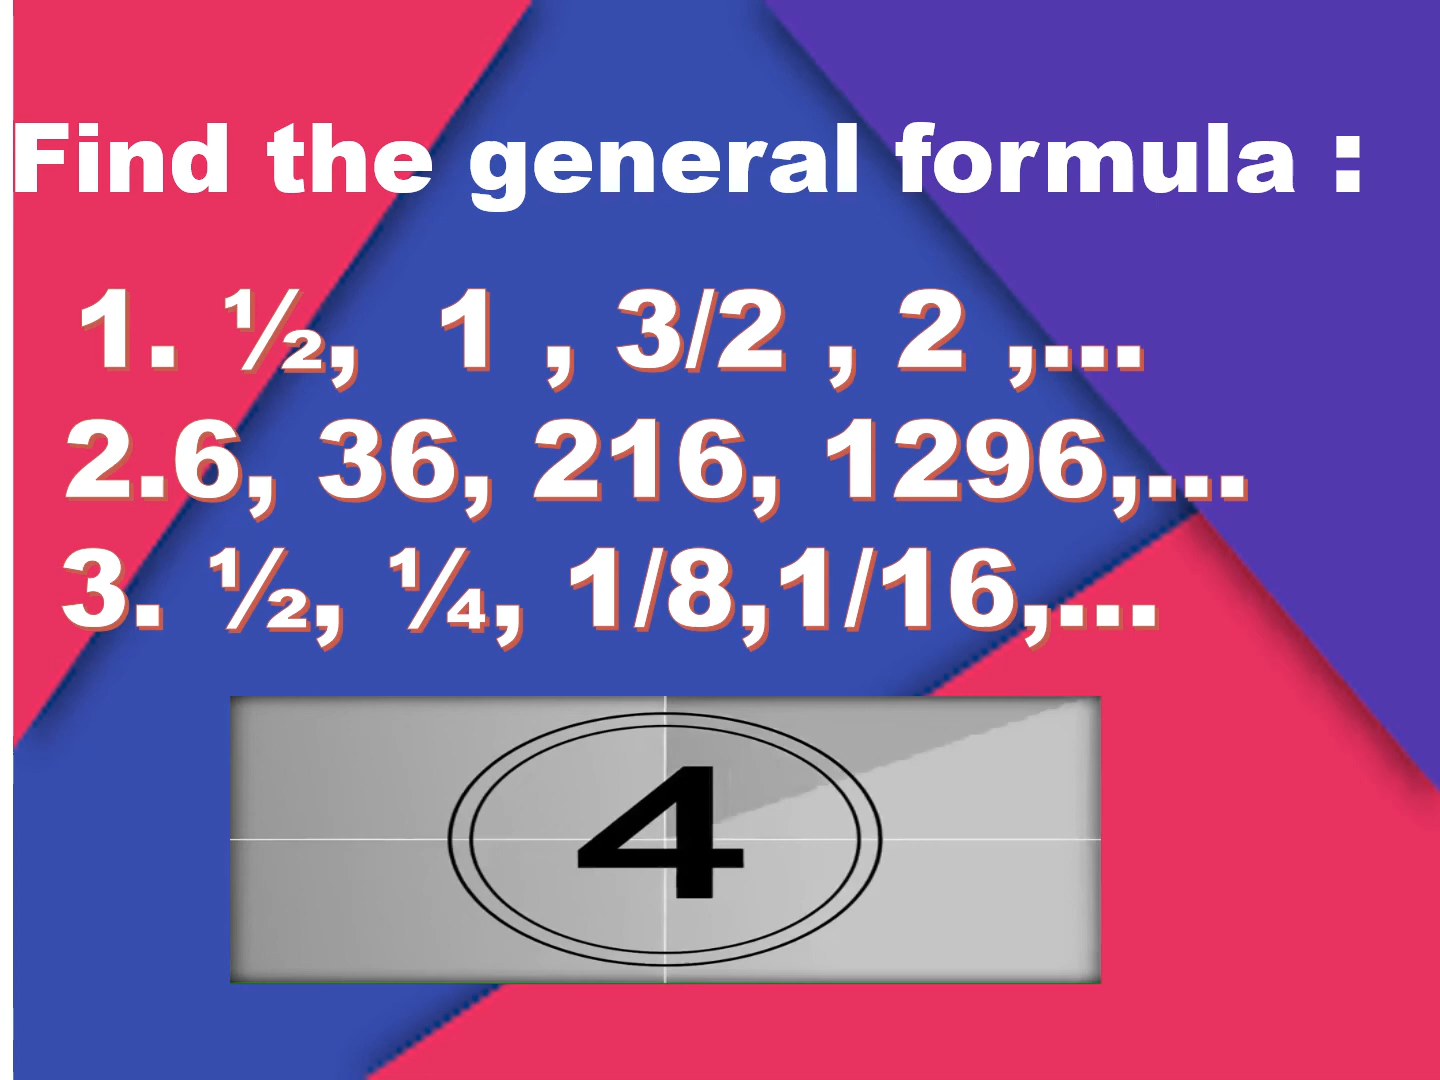 Find the general formula :
1. ½, 1 , 3/2 , 2 ,...
2.6, 36, 216, 1296,...
3. ½, ¼, 1/8,1/16,...
4